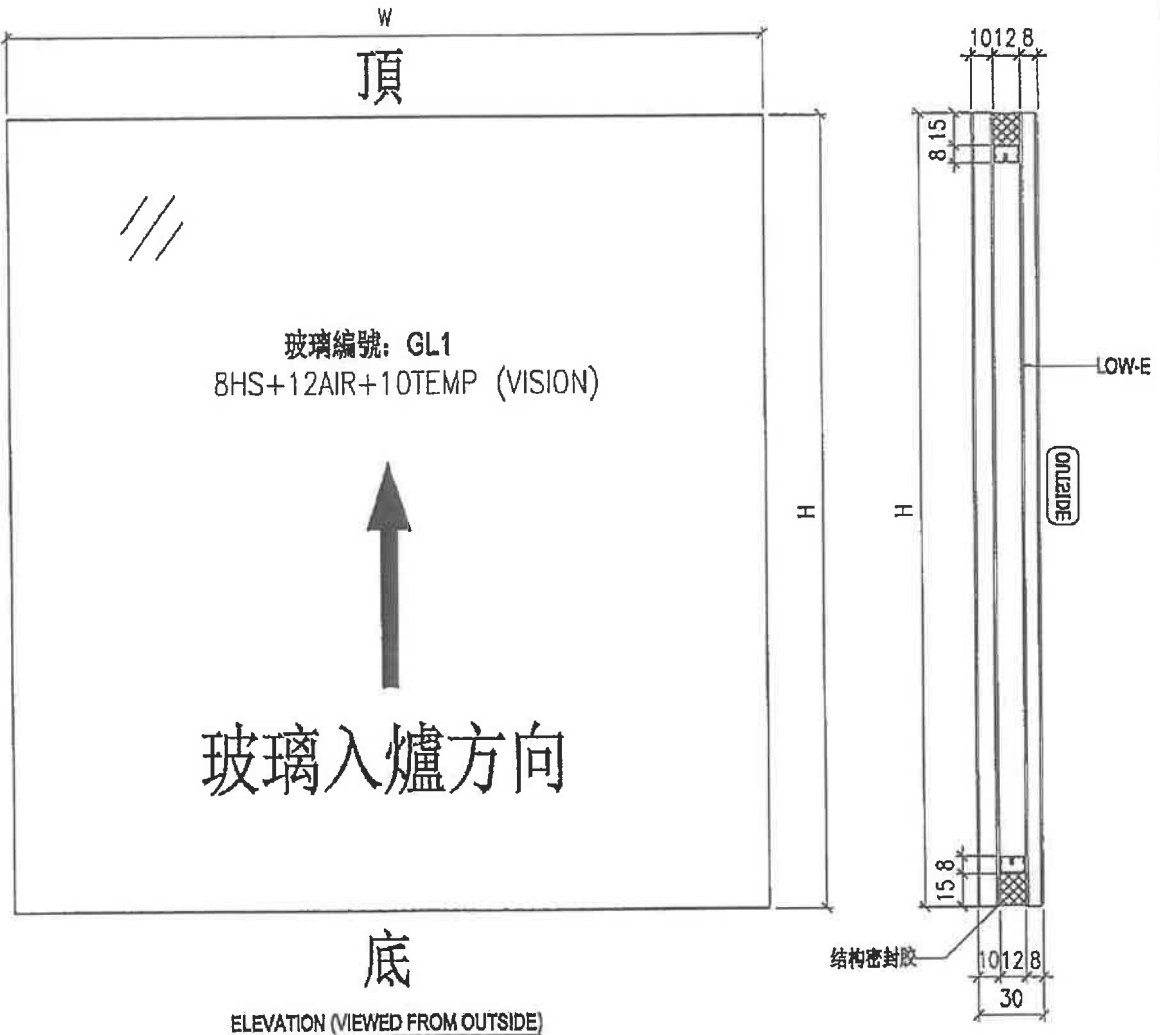 W
頂
玻璃編號：GL1
8HS+12AIR+10TEMP (VISION)
玻璃入爐方向
底
ELEVATION (VIEWED FROM OUTSIDE)
H
10 12 8
15
8
H
LOW-E
OUTSIDE
8
15
结构密封胶
10 12 8
30